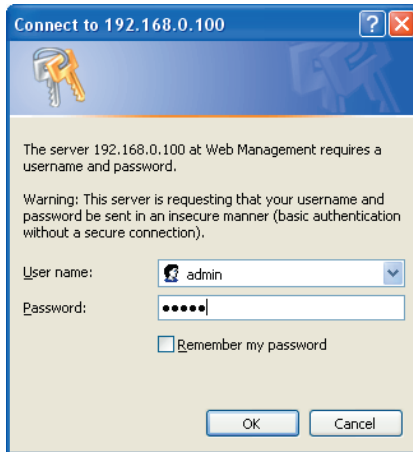 Connect to 192.168.0.100
The server 192.168.0.100 at Web Management requires a
username and password.
Warning: This server is requesting that your username and
password be sent in an insecure manner (basic authentication
without a secure connection).
User name: admin
Password: •••••
Remember my password
OK Cancel